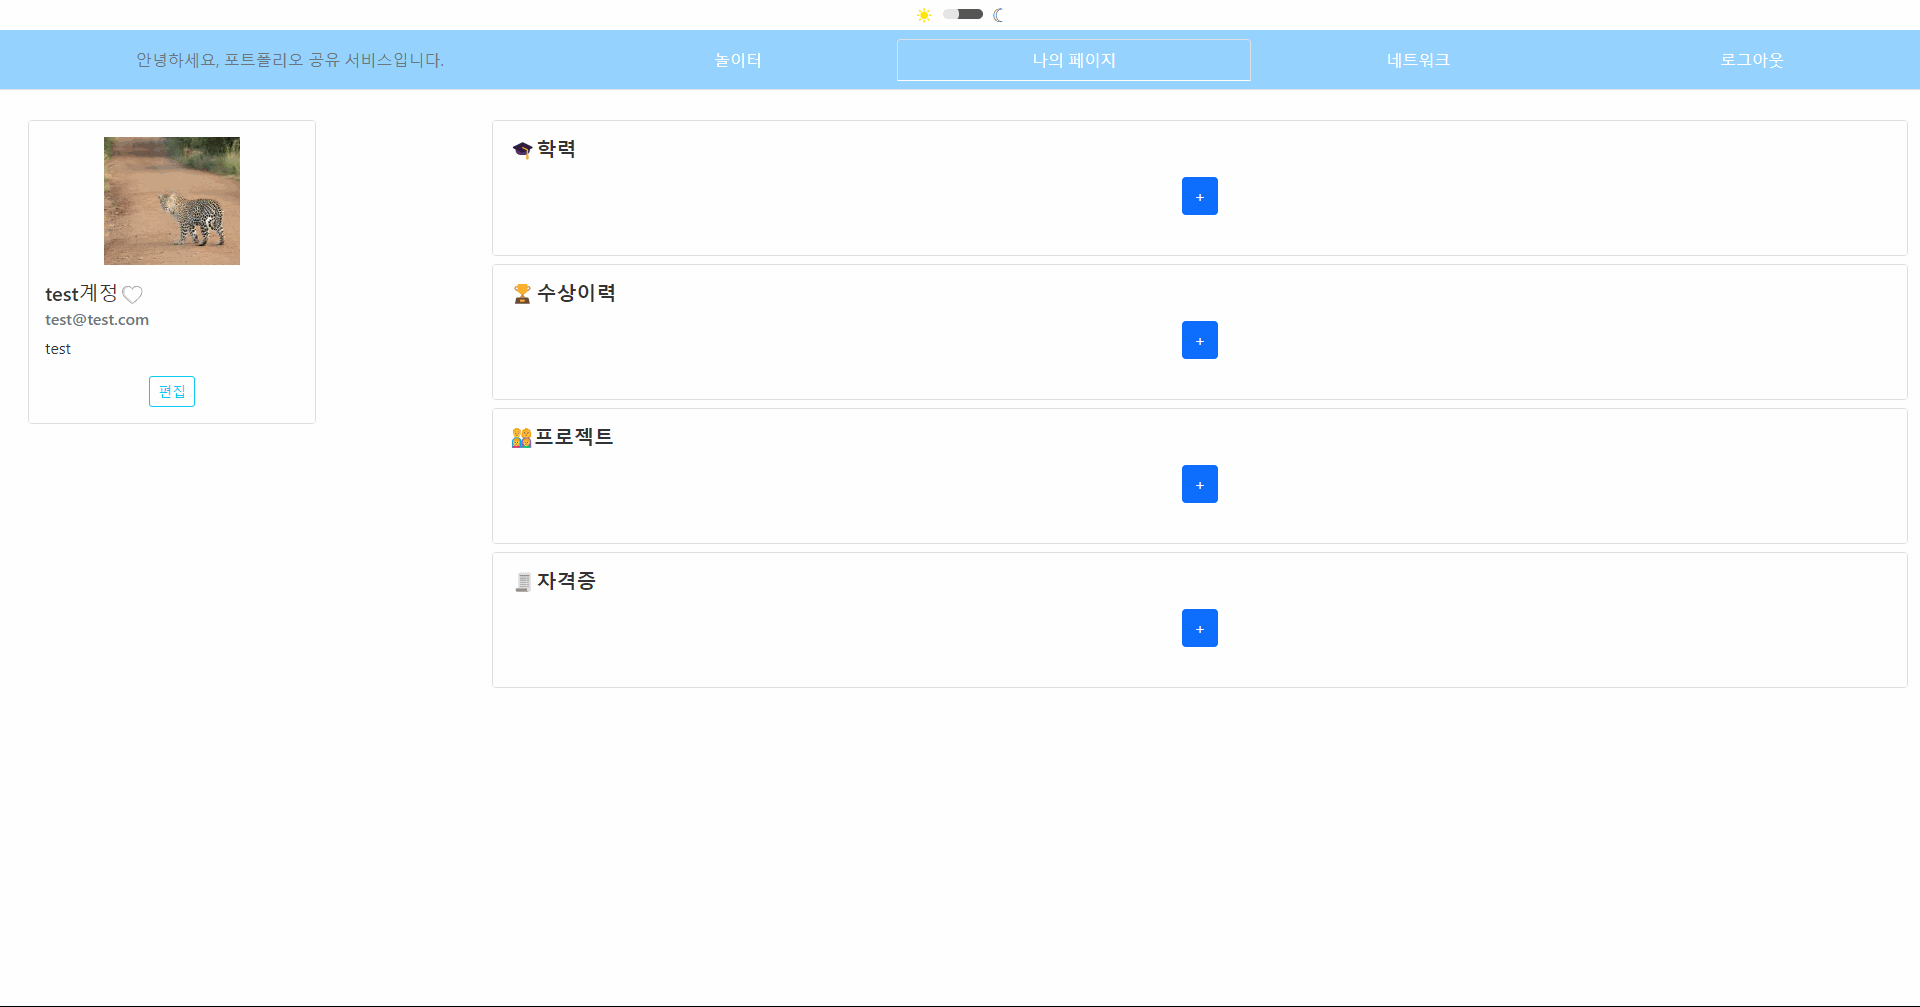 안녕하세요, 포트폴리오 공유 서비스입니다. 놀이터 나의 페이지 네트워크 로그아웃
test계정
test@test.com
test
편집
학력
+
수상이력
+
프로젝트
+
자격증
+